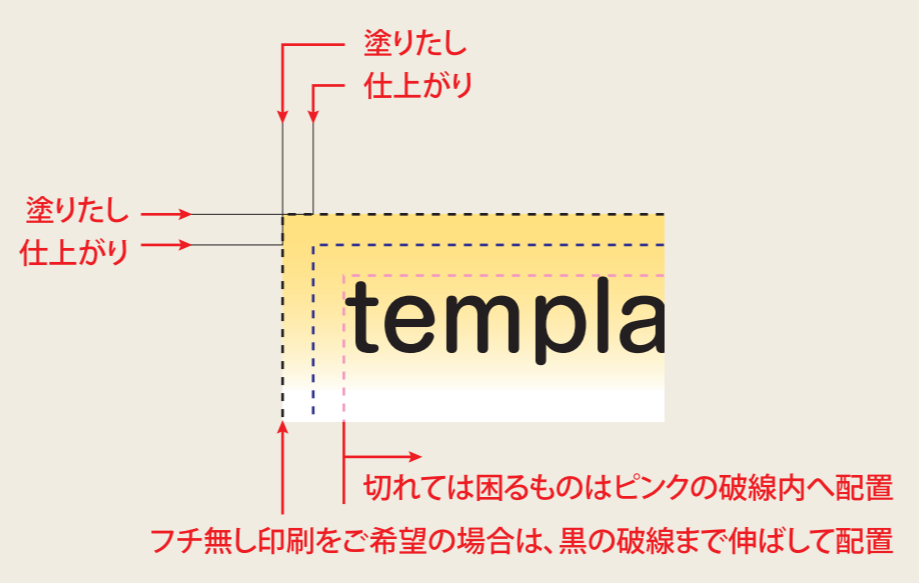 塗りたし
仕上がり
塗りたし
仕上がり
templa
切れては困るものはピンクの破線内へ配置
フチ無し印刷をご希望の場合は、黒の破線まで伸ばして配置